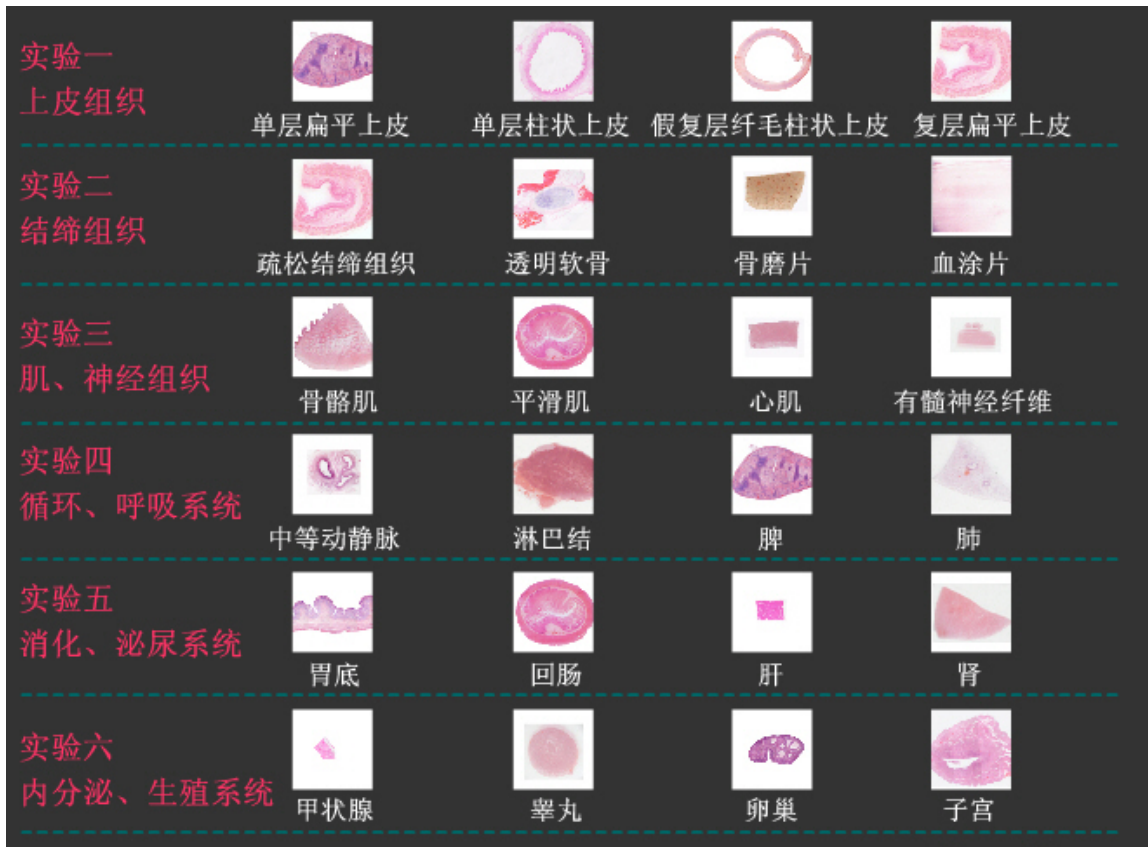 实验一
上皮组织
单层扁平上皮 单层柱状上皮 假复层纤毛柱状上皮 复层扁平上皮
实验二
结缔组织
疏松结缔组织 透明软骨 骨磨片 血涂片
实验三
肌、神经组织
骨骼肌 平滑肌 心肌 有髓神经纤维
实验四
循环、呼吸系统
中等动静脉 淋巴结 脾 肺
实验五
消化、泌尿系统
胃底 回肠 肝 肾
实验六
内分泌、生殖系统
甲状腺 睾丸 卵巢 子宫